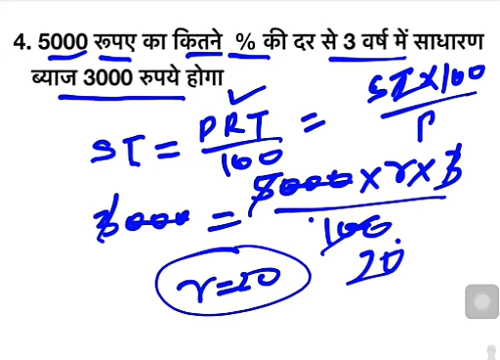 4. 5000 रूपए का कितने % की दर से 3 वर्ष में साधारण
ब्याज 3000 रुपये होगा
SI = PRT/100 = SI×100/P
3000 = 5000×r×3/100
20
r=20